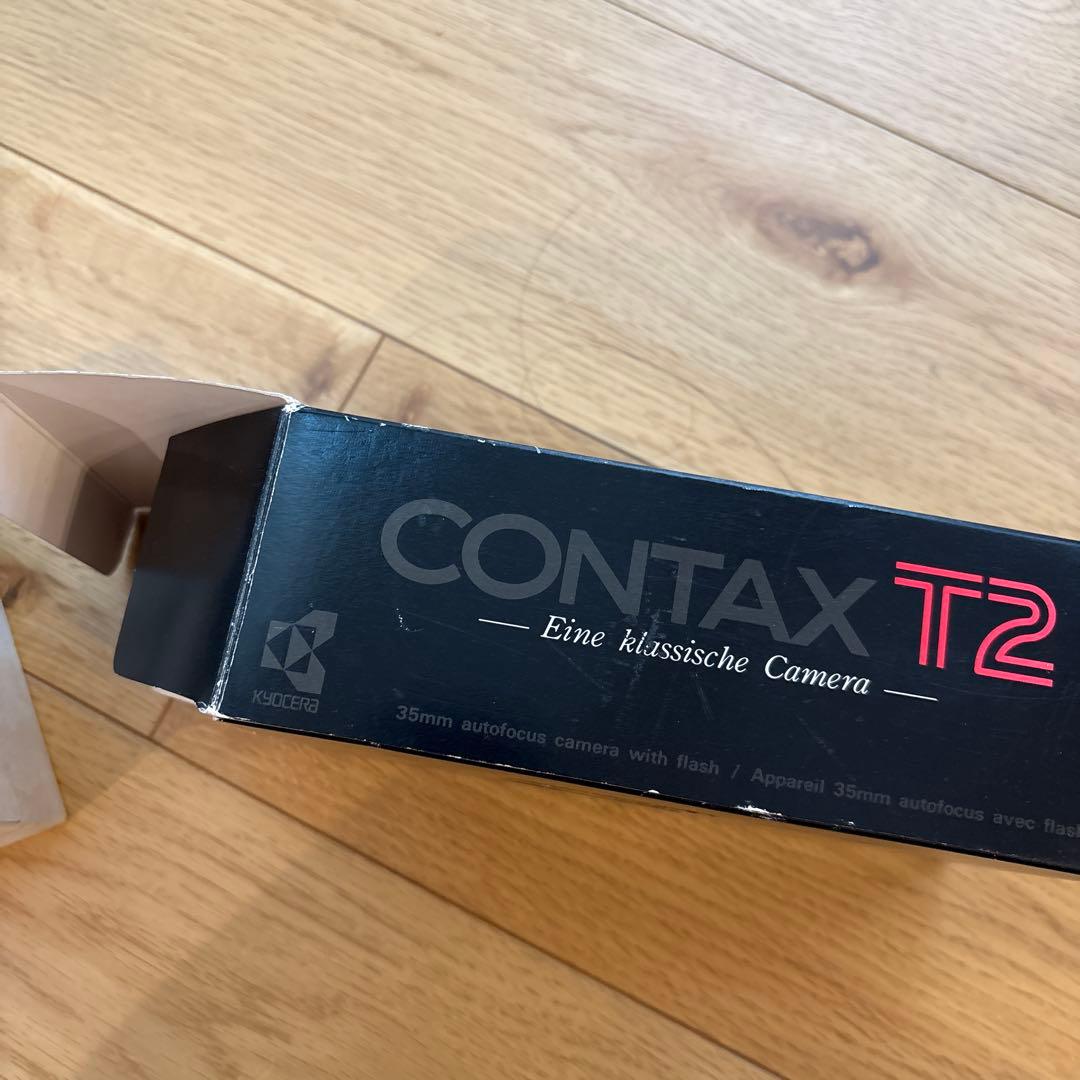 CONTAX T2
— Eine klassische Camera —
KYOCERA
35mm autofocus camera with flash / Appareil 35mm autofocus avec flash